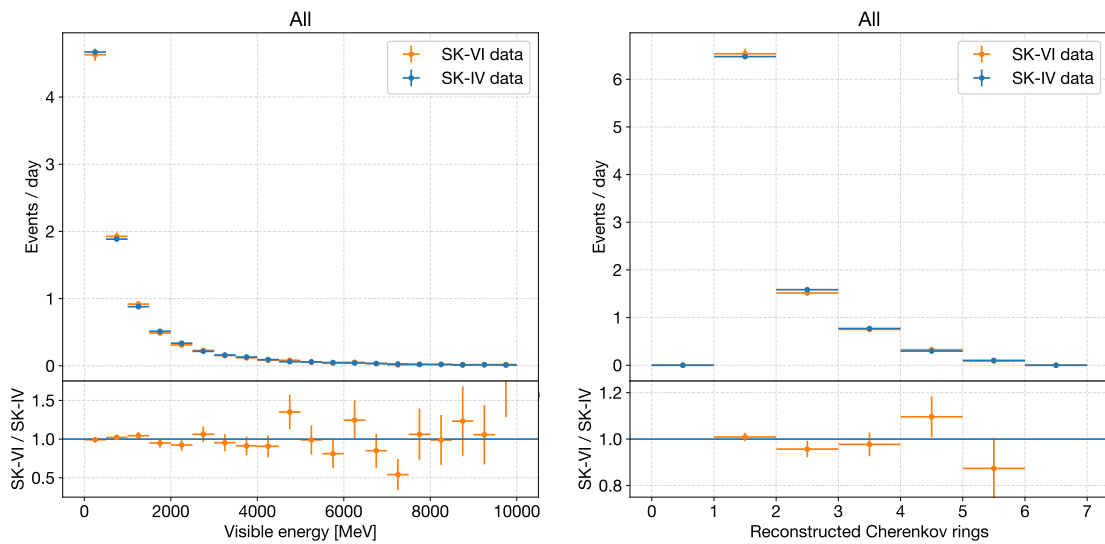 All
SK-VI data
SK-IV data
Events / day
4
3
2
1
0
SK-VI / SK-IV
1.5
1.0
0.5
0 2000 4000 6000 8000 10000
Visible energy [MeV]
All
SK-VI data
SK-IV data
Events / day
6
5
4
3
2
1
0
SK-VI / SK-IV
1.2
1.0
0.8
0 1 2 3 4 5 6 7
Reconstructed Cherenkov rings